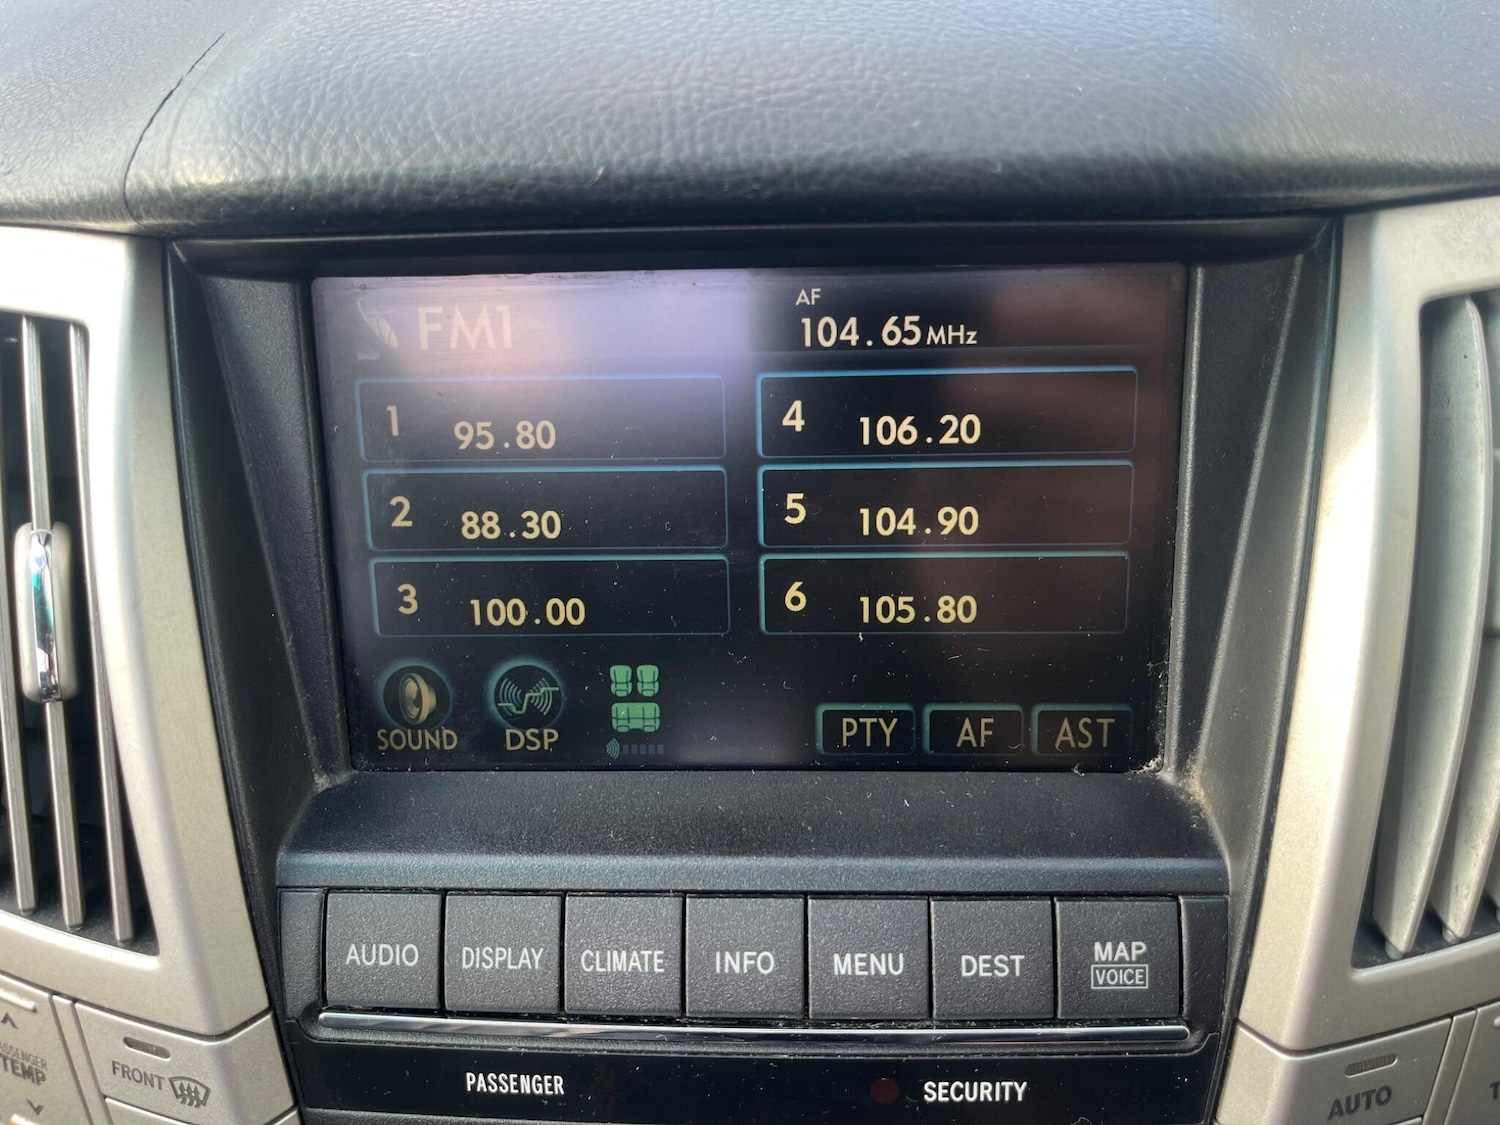 FM1
AF
104.65MHz
1 95.80
4 106.20
2 88.30
5 104.90
3 100.00
6 105.80
SOUND
DSP
PTY
AF
AST
AUDIO
DISPLAY
CLIMATE
INFO
MENU
DEST
MAP
VOICE
PASSENGER
SECURITY
TEMP
FRONT
AUTO